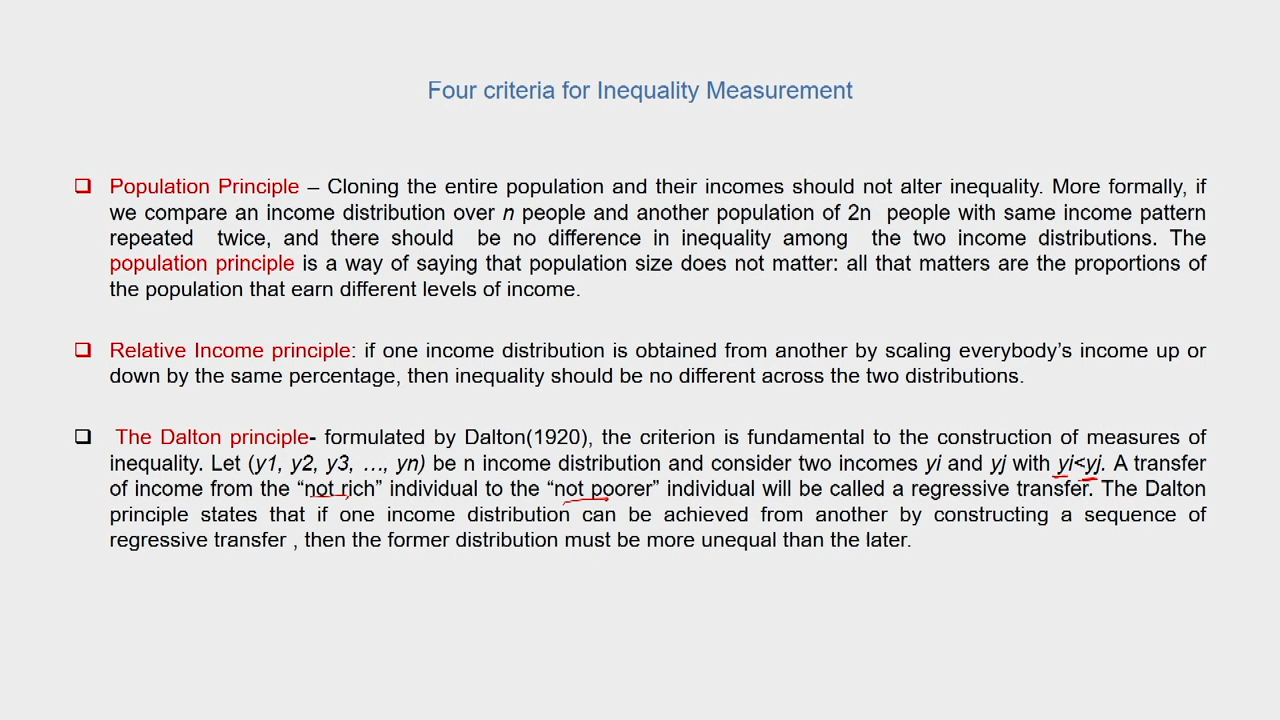 Four criteria for Inequality Measurement
Population Principle – Cloning the entire population and their incomes should not alter inequality. More formally, if
we compare an income distribution over n people and another population of 2n people with same income pattern
repeated twice, and there should be no difference in inequality among the two income distributions. The
population principle is a way of saying that population size does not matter: all that matters are the proportions of
the population that earn different levels of income.
Relative Income principle: if one income distribution is obtained from another by scaling everybody's income up or
down by the same percentage, then inequality should be no different across the two distributions.
The Dalton principle- formulated by Dalton(1920), the criterion is fundamental to the construction of measures of
inequality. Let (y1, y2, y3, …, yn) be n income distribution and consider two incomes yi and yj with yi<yj. A transfer
of income from the “not rich” individual to the “not poorer” individual will be called a regressive transfer. The Dalton
principle states that if one income distribution can be achieved from another by constructing a sequence of
regressive transfer , then the former distribution must be more unequal than the later.